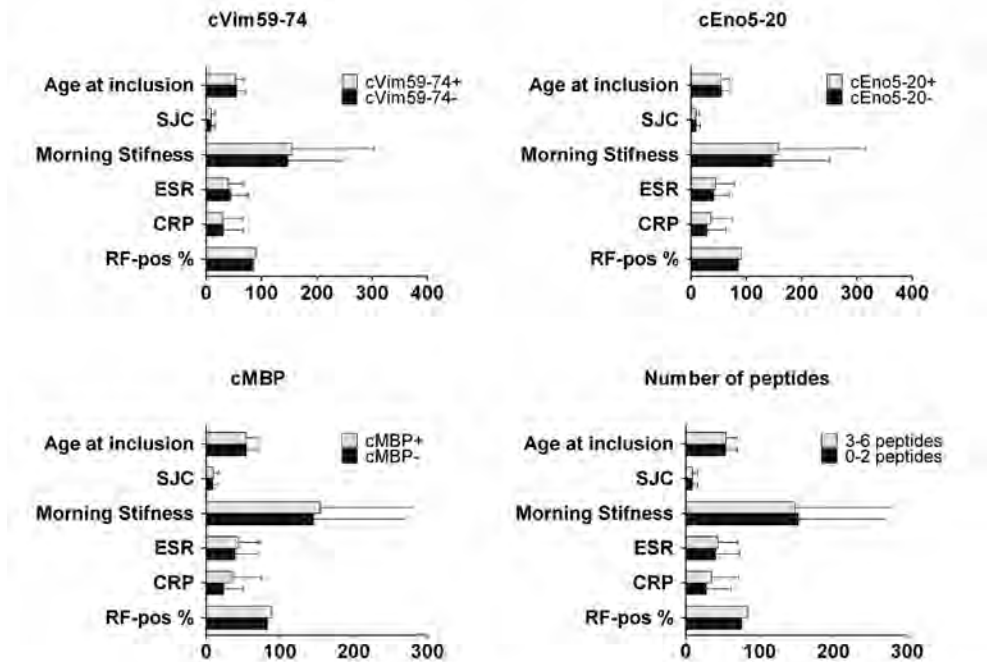 cVim59-74
Age at inclusion
SJC
Morning Stifness
ESR
CRP
RF-pos %
cVim59-74+
cVim59-74-
0 100 200 300 400
cEno5-20
Age at inclusion
SJC
Morning Stifness
ESR
CRP
RF-pos %
cEno5-20+
cEno5-20-
0 100 200 300 400
cMBP
Age at inclusion
SJC
Morning Stifness
ESR
CRP
RF-pos %
cMBP+
cMBP-
0 100 200 300
Number of peptides
Age at inclusion
SJC
Morning Stifness
ESR
CRP
RF-pos %
3-6 peptides
0-2 peptides
0 100 200 300